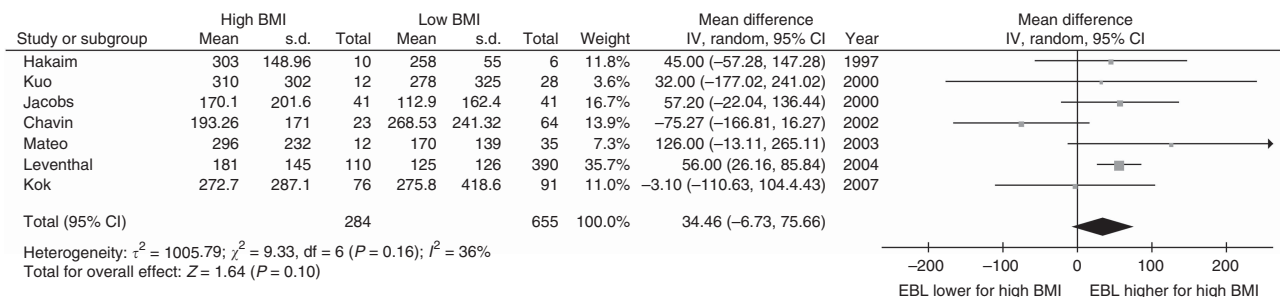 High BMI Low BMI Mean difference Mean difference
Study or subgroup Mean s.d. Total Mean s.d. Total Weight IV, random, 95% CI Year IV, random, 95% CI
Hakaim 303 148.96 10 258 55 6 11.8% 45.00 (–57.28, 147.28) 1997
Kuo 310 302 12 278 325 28 3.6% 32.00 (–177.02, 241.02) 2000
Jacobs 170.1 201.6 41 112.9 162.4 41 16.7% 57.20 (–22.04, 136.44) 2000
Chavin 193.26 171 23 268.53 241.32 64 13.9% –75.27 (–166.81, 16.27) 2002
Mateo 296 232 12 170 139 35 7.3% 126.00 (–13.11, 265.11) 2003
Leventhal 181 145 110 125 126 390 35.7% 56.00 (26.16, 85.84) 2004
Kok 272.7 287.1 76 275.8 418.6 91 11.0% –3.10 (–110.63, 104.4.43) 2007
Total (95% CI) 284 655 100.0% 34.46 (–6.73, 75.66)
Heterogeneity: τ² = 1005.79; χ² = 9.33, df = 6 (P = 0.16); I² = 36%
Total for overall effect: Z = 1.64 (P = 0.10)
–200 –100 0 100 200
EBL lower for high BMI EBL higher for high BMI